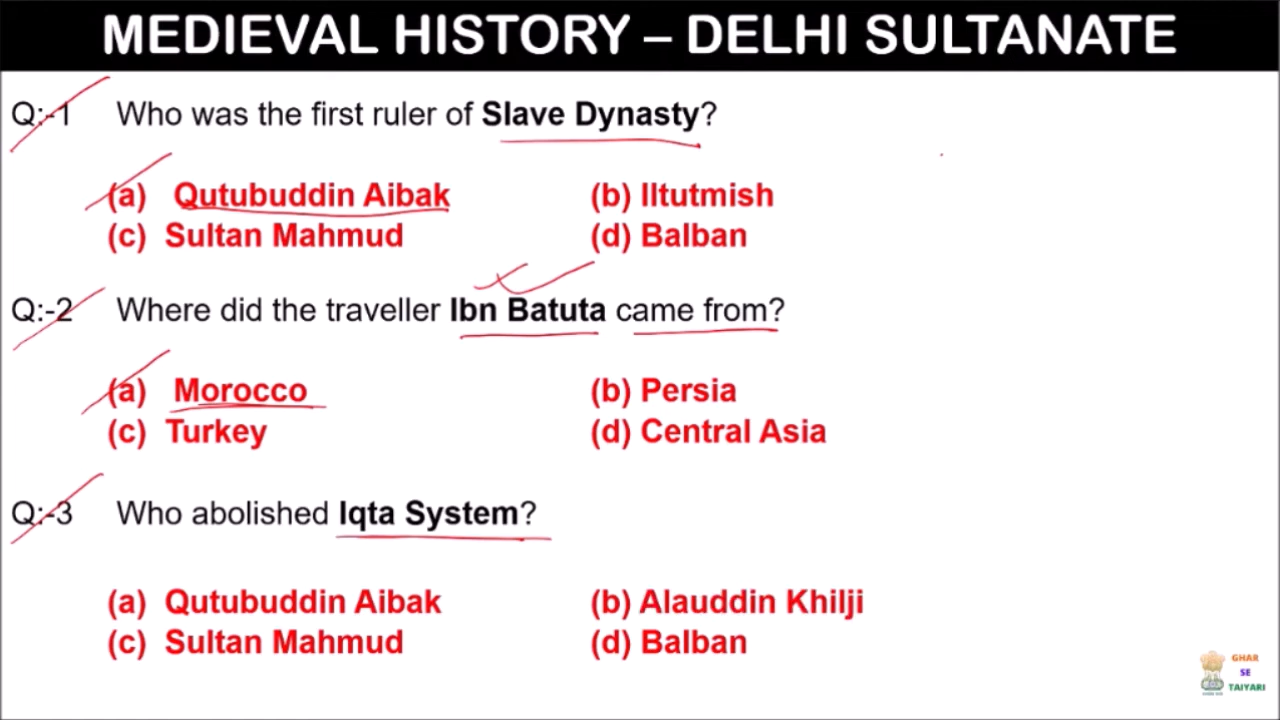 MEDIEVAL HISTORY – DELHI SULTANATE
Q:-1 Who was the first ruler of Slave Dynasty?
(a) Qutubuddin Aibak (b) Iltutmish
(c) Sultan Mahmud (d) Balban
Q:-2 Where did the traveller Ibn Batuta came from?
(a) Morocco (b) Persia
(c) Turkey (d) Central Asia
Q:-3 Who abolished Iqta System?
(a) Qutubuddin Aibak (b) Alauddin Khilji
(c) Sultan Mahmud (d) Balban
GHAR
SE
TAIYARI